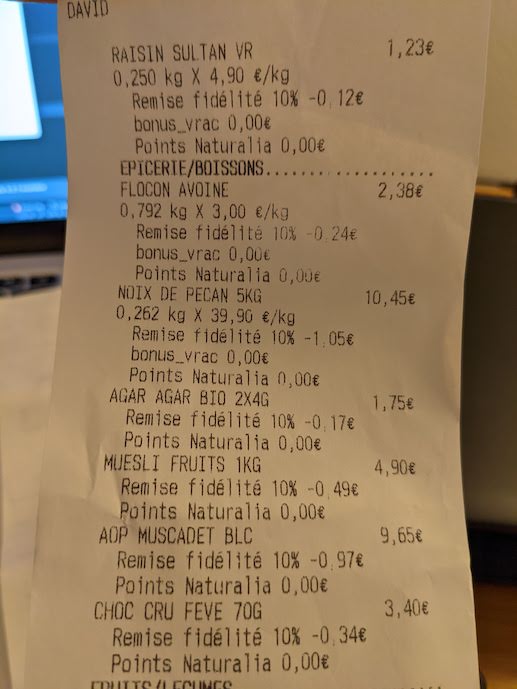 DAVID
RAISIN SULTAN VR 1,23€
0,250 kg X 4,90 €/kg
Remise fidélité 10% -0,12€
bonus_vrac 0,00€
Points Naturalia 0,00€
EPICERIE/BOISSONS....................
FLOCON AVOINE 2,38€
0,792 kg X 3,00 €/kg
Remise fidélité 10% -0,24€
bonus_vrac 0,00€
Points Naturalia 0,00€
NOIX DE PECAN 5KG 10,45€
0,262 kg X 39,90 €/kg
Remise fidélité 10% -1,05€
bonus_vrac 0,00€
Points Naturalia 0,00€
AGAR AGAR BIO 2X4G 1,75€
Remise fidélité 10% -0,17€
Points Naturalia 0,00€
MUESLI FRUITS 1KG 4,90€
Remise fidélité 10% -0,49€
Points Naturalia 0,00€
AOP MUSCADET BLC 9,65€
Remise fidélité 10% -0,97€
Points Naturalia 0,00€
CHOC CRU FEVE 70G 3,40€
Remise fidélité 10% -0,34€
Points Naturalia 0,00€
FRUITS/LEGUMES